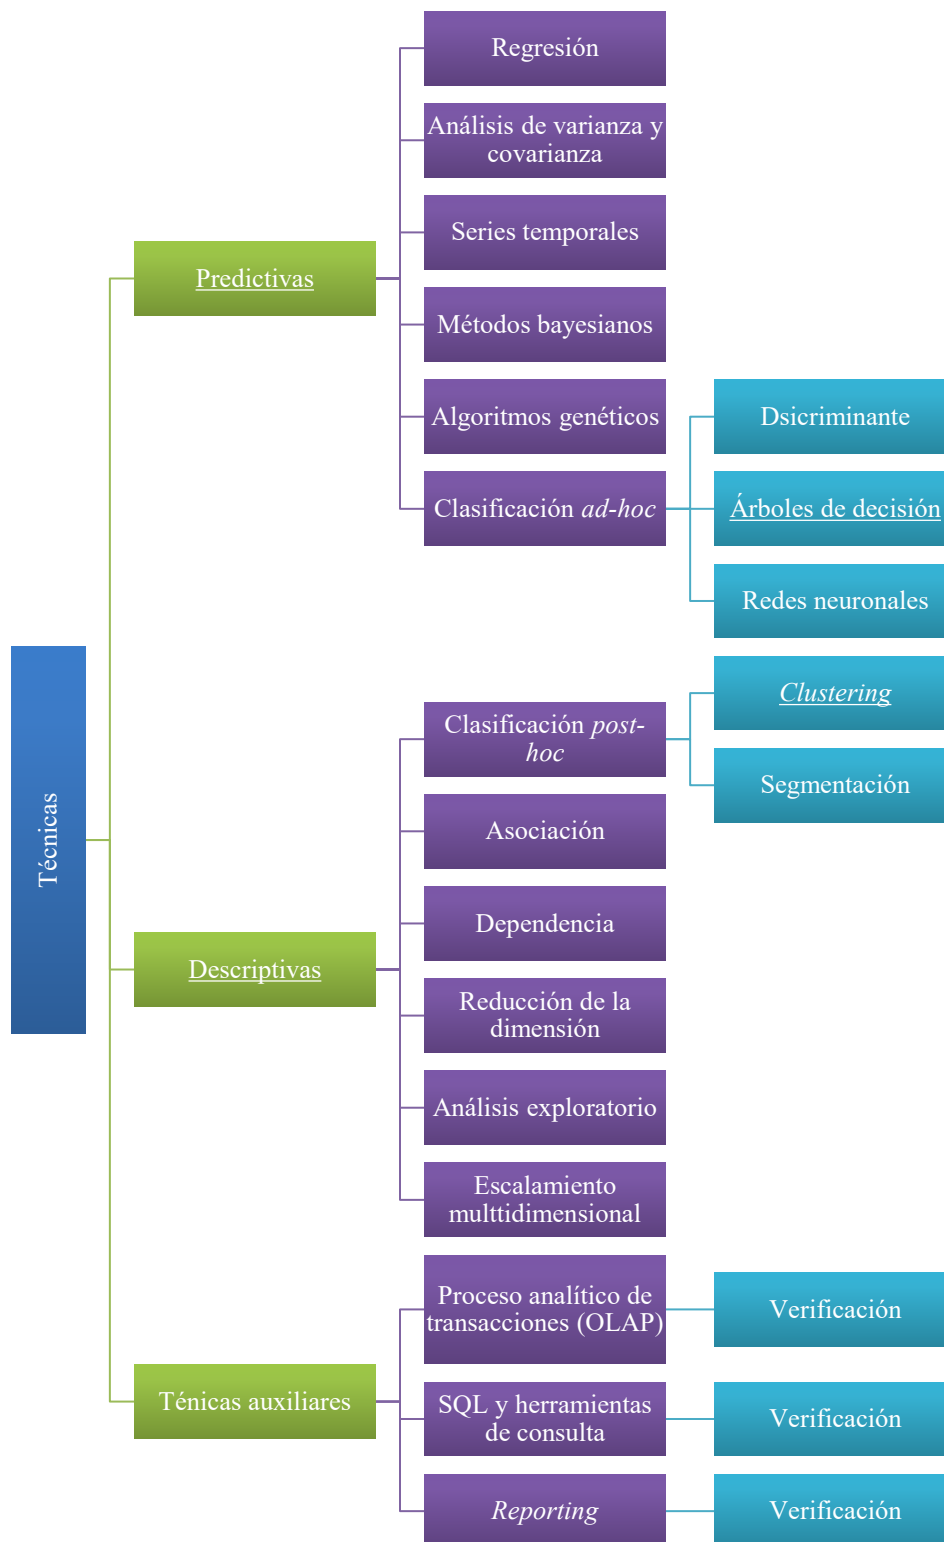 Técnicas
Predictivas
Regresión
Análisis de varianza y
covarianza
Series temporales
Métodos bayesianos
Algoritmos genéticos
Clasificación ad-hoc
Dsicriminante
Árboles de decisión
Redes neuronales
Descriptivas
Clasificación post-
hoc
Clustering
Segmentación
Asociación
Dependencia
Reducción de la
dimensión
Análisis exploratorio
Escalamiento
multtidimensional
Ténicas auxiliares
Proceso analítico de
transacciones (OLAP)
Verificación
SQL y herramientas
de consulta
Verificación
Reporting
Verificación